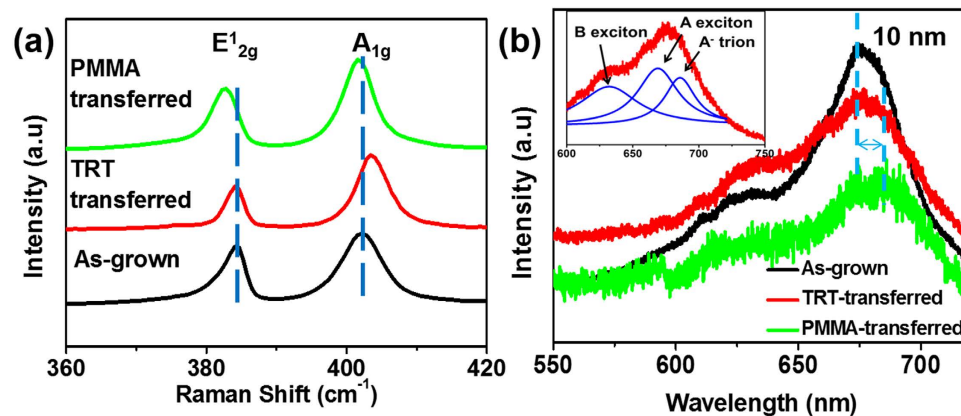 (a)
E¹₂g
A₁g
PMMA
transferred
TRT
transferred
As-grown
Intensity (a.u)
360
380
400
420
Raman Shift (cm⁻¹)
(b)
B exciton
A exciton
A⁻ trion
600
650
700
750
10 nm
As-grown
TRT-transferred
PMMA-transferred
Intensity (a.u)
550
600
650
700
Wavelength (nm)